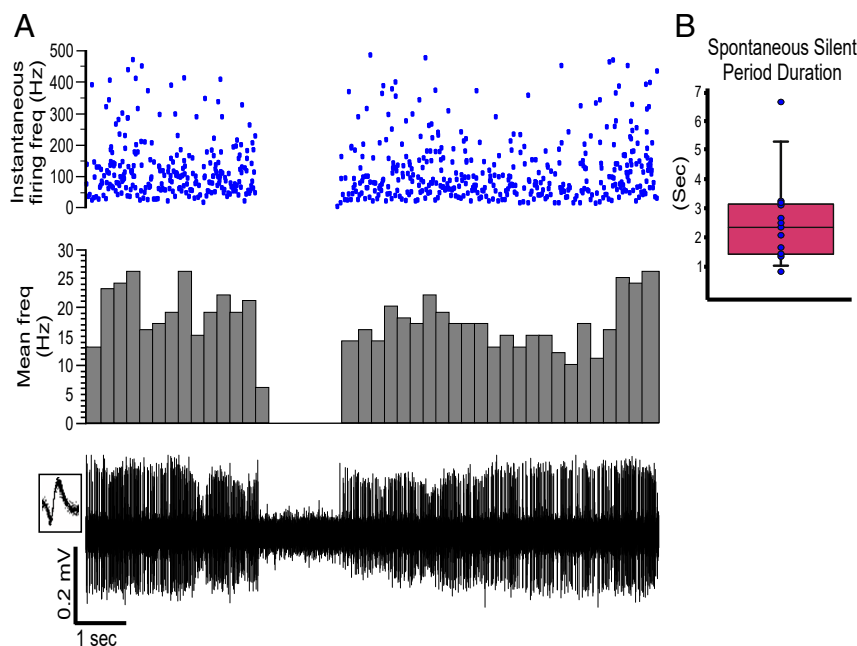 A
Instantaneous
firing freq (Hz)
500
400
300
200
100
0
Mean freq
(Hz)
30
25
20
15
10
5
0
0.2 mV
1 sec
B
Spontaneous Silent
Period Duration
(Sec)
7
6
5
4
3
2
1